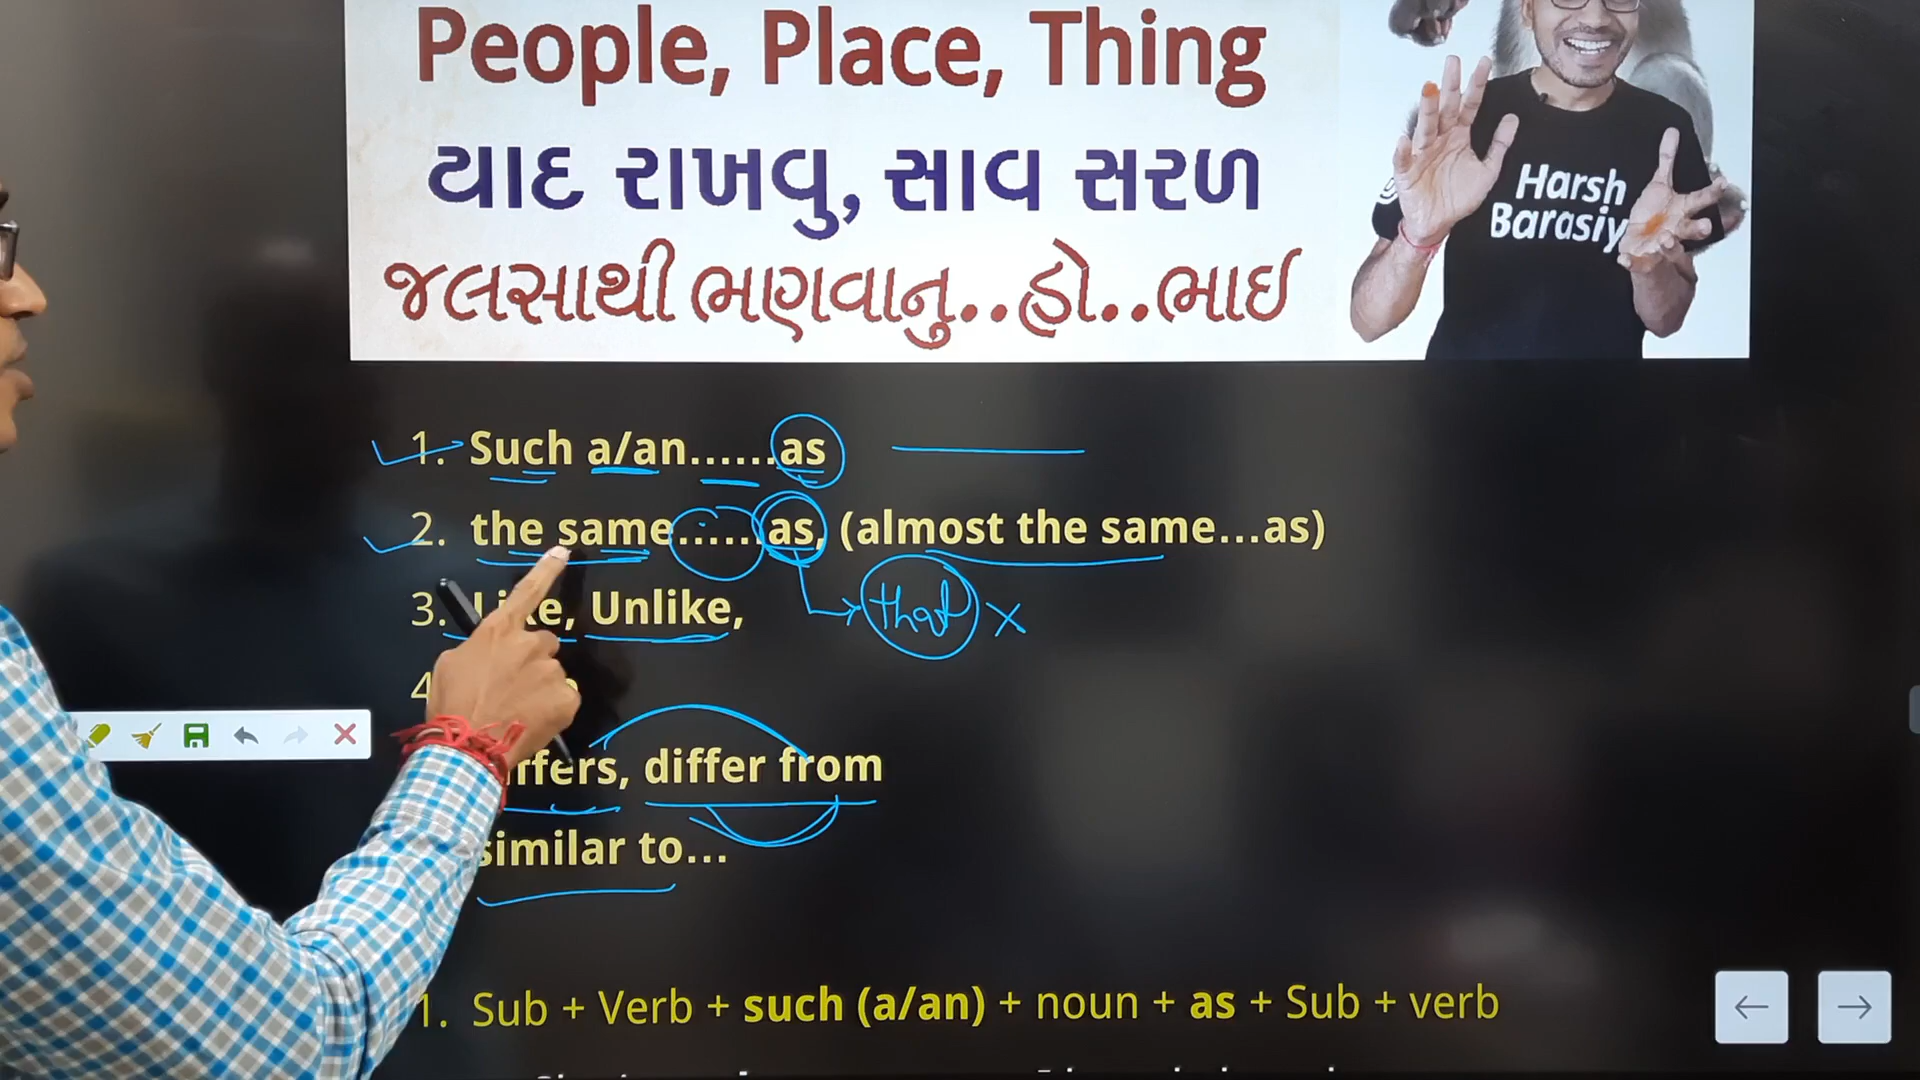 People, Place, Thing
યાદ રાખવુ, સાવ સરળ
જલસાથી ભણવાનુ..હો..ભાઈ
Harsh
Barasiy
1. Such a/an......as
2. the same......as, (almost the same...as)
3. Like, Unlike,
that x
4
differs, differ from
similar to...
1. Sub + Verb + such (a/an) + noun + as + Sub + verb